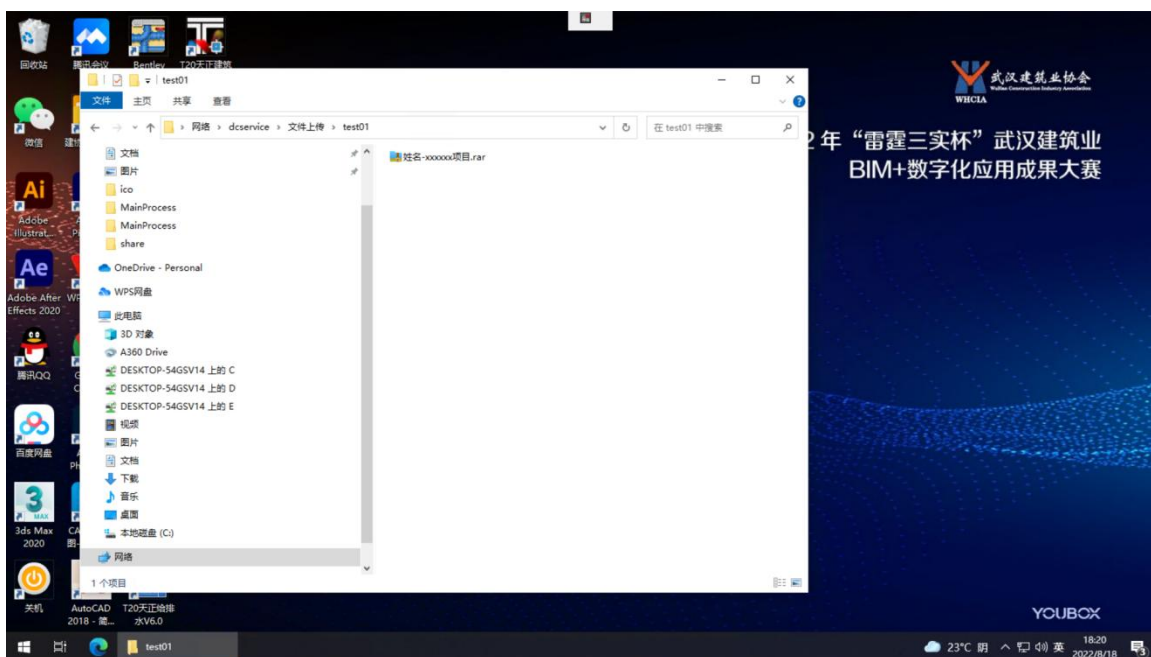 回收站
腾讯会议
Bentley
T20天正建筑
test01
文件
主页
共享
查看
网络 › dcservice › 文件上传 › test01
在 test01 中搜索
文档
图片
ico
MainProcess
MainProcess
share
OneDrive - Personal
WPS网盘
此电脑
3D 对象
A360 Drive
DESKTOP-54GSV14 上的 C
DESKTOP-54GSV14 上的 D
DESKTOP-54GSV14 上的 E
视频
图片
文档
下载
音乐
桌面
本地磁盘 (C:)
网络
姓名-xxxxxx项目.rar
1 个项目
武汉建筑业协会
Wuhan Construction Industry Association
WHCIA
2 年“雷霆三实杯”武汉建筑业
BIM+数字化应用成果大赛
微信
Ai
Adobe
Illustrat...
Ae
Adobe After
Effects 2020
腾讯QQ
百度网盘
3
MAX
3ds Max
2020
关机
AutoCAD
2018 - 简...
T20天正给排
水V6.0
YOUBOX
test01
23°C 阴
英
18:20
2022/8/18
3